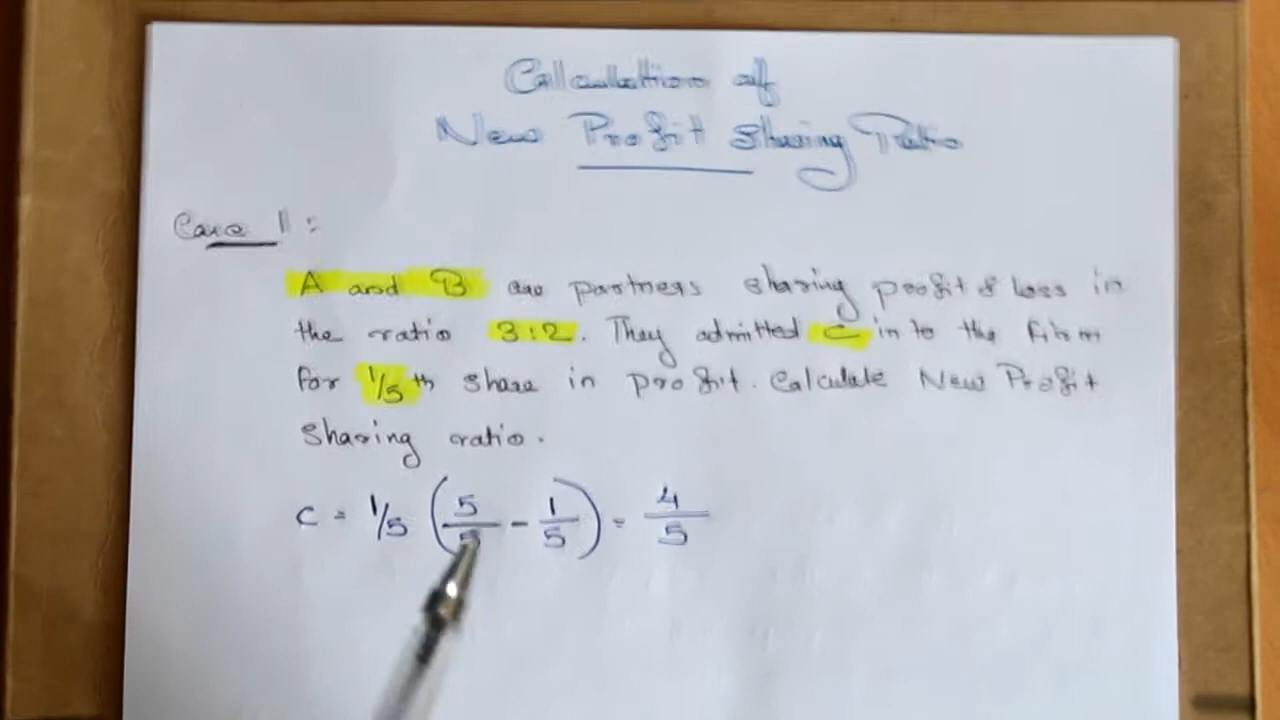 Calculation of
New Profit Sharing Ratio
Case 1:
A and B are partners sharing profit & loss in
the ratio 3:2. They admitted C in to the firm
for 1/5th share in profit. Calculate New Profit
Sharing ratio.
C = 1/5 (5/5 - 1/5) = 4/5